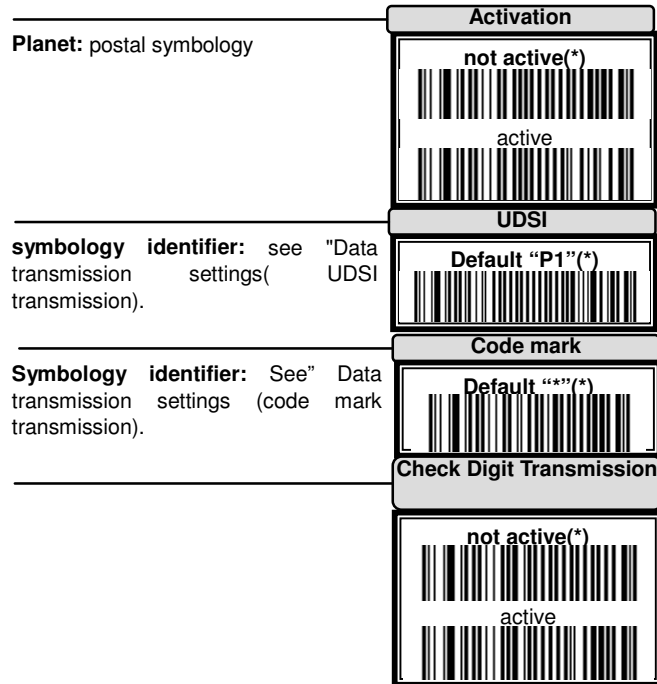 Activation
Planet: postal symbology
not active(*)
active
UDSI
symbology identifier: see "Data
transmission settings( UDSI
transmission).
Default “P1”(*)
Code mark
Symbology identifier: See” Data
transmission settings (code mark
transmission).
Default “*”(*)
Check Digit Transmission
not active(*)
active